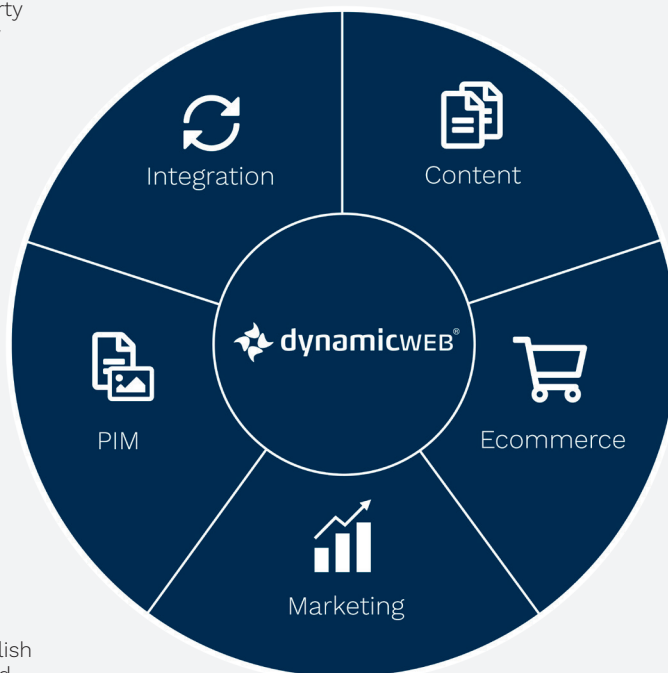 Integration
Content
dynamicWEB®
PIM
Ecommerce
Marketing